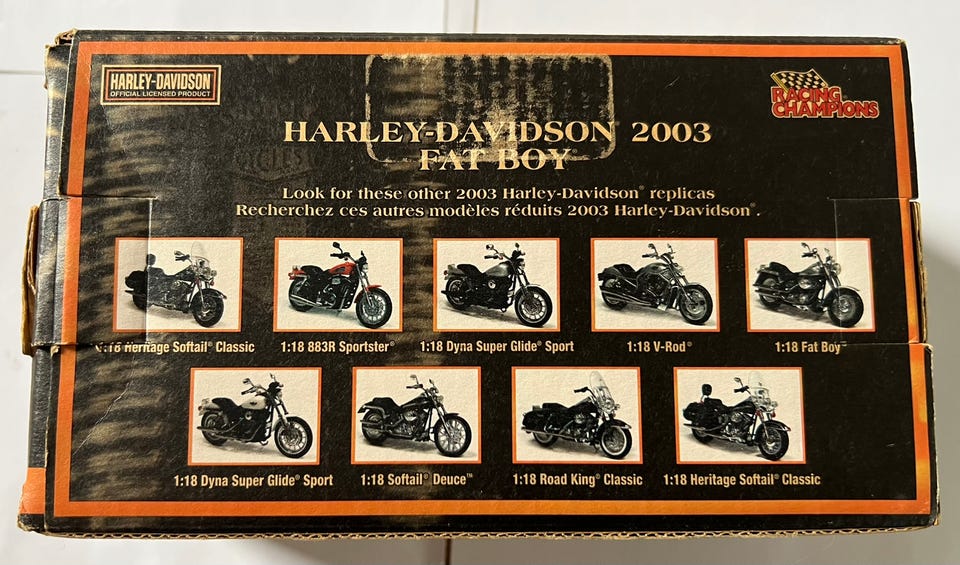 HARLEY-DAVIDSON
OFFICIAL LICENSED PRODUCT
RACING
CHAMPIONS
HARLEY-DAVIDSON® 2003
FAT BOY®
Look for these other 2003 Harley-Davidson® replicas
Recherchez ces autres modèles réduits 2003 Harley-Davidson®.
1:18 Heritage Softail® Classic
1:18 883R Sportster®
1:18 Dyna Super Glide® Sport
1:18 V-Rod®
1:18 Fat Boy®
1:18 Dyna Super Glide® Sport
1:18 Softail® Deuce™
1:18 Road King® Classic
1:18 Heritage Softail® Classic